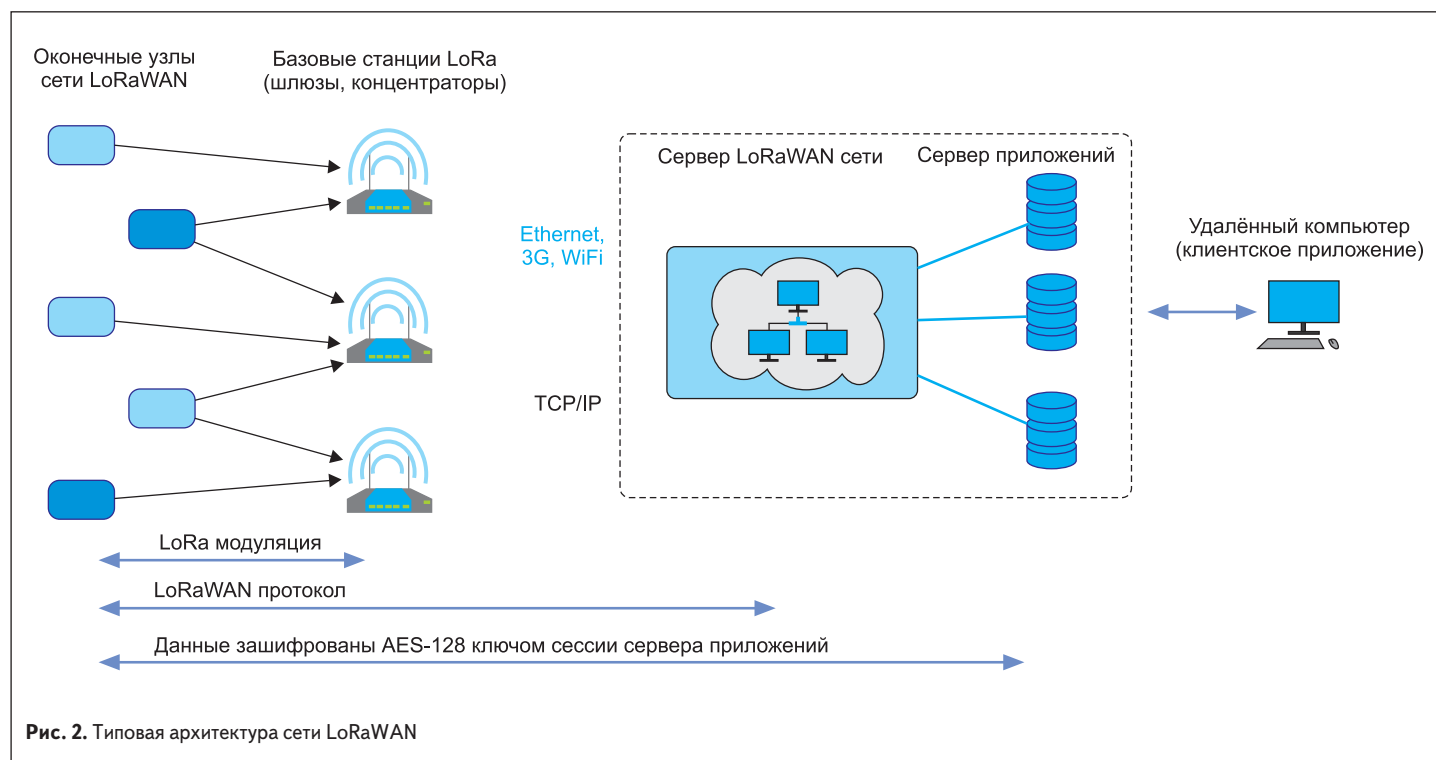 Оконечные узлы
сети LoRaWAN
Базовые станции LoRa
(шлюзы, концентраторы)
Сервер LoRaWAN сети
Сервер приложений
Ethernet,
3G, WiFi
TCP/IP
Удалённый компьютер
(клиентское приложение)
LoRa модуляция
LoRaWAN протокол
Данные зашифрованы AES-128 ключом сессии сервера приложений
Рис. 2. Типовая архитектура сети LoRaWAN